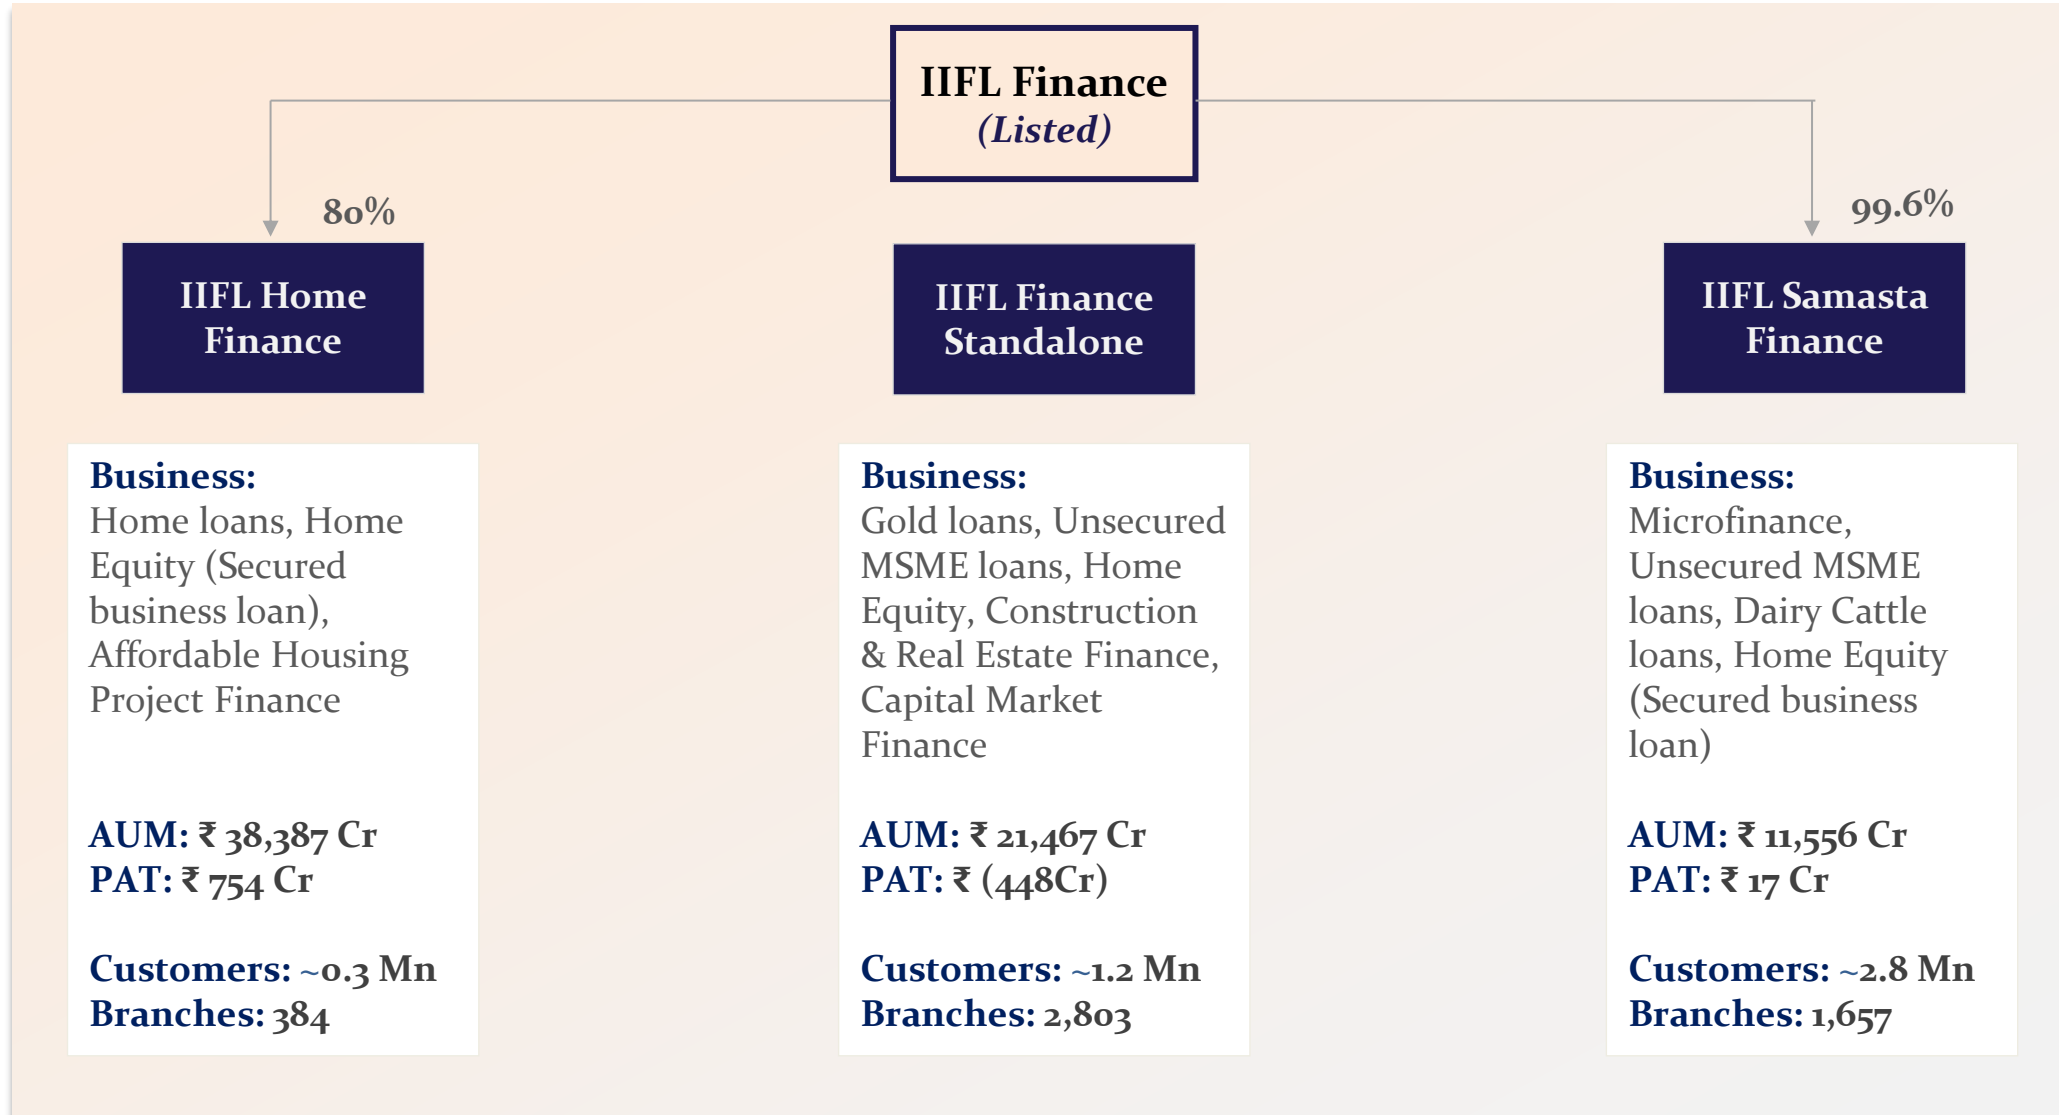 IIFL Finance
(Listed)
80%
99.6%
IIFL Home
Finance
IIFL Finance
Standalone
IIFL Samasta
Finance
Business:
Home loans, Home
Equity (Secured
business loan),
Affordable Housing
Project Finance
AUM: ₹ 38,387 Cr
PAT: ₹ 754 Cr
Customers: ~0.3 Mn
Branches: 384
Business:
Gold loans, Unsecured
MSME loans, Home
Equity, Construction
& Real Estate Finance,
Capital Market
Finance
AUM: ₹ 21,467 Cr
PAT: ₹ (448Cr)
Customers: ~1.2 Mn
Branches: 2,803
Business:
Microfinance,
Unsecured MSME
loans, Dairy Cattle
loans, Home Equity
(Secured business
loan)
AUM: ₹ 11,556 Cr
PAT: ₹ 17 Cr
Customers: ~2.8 Mn
Branches: 1,657